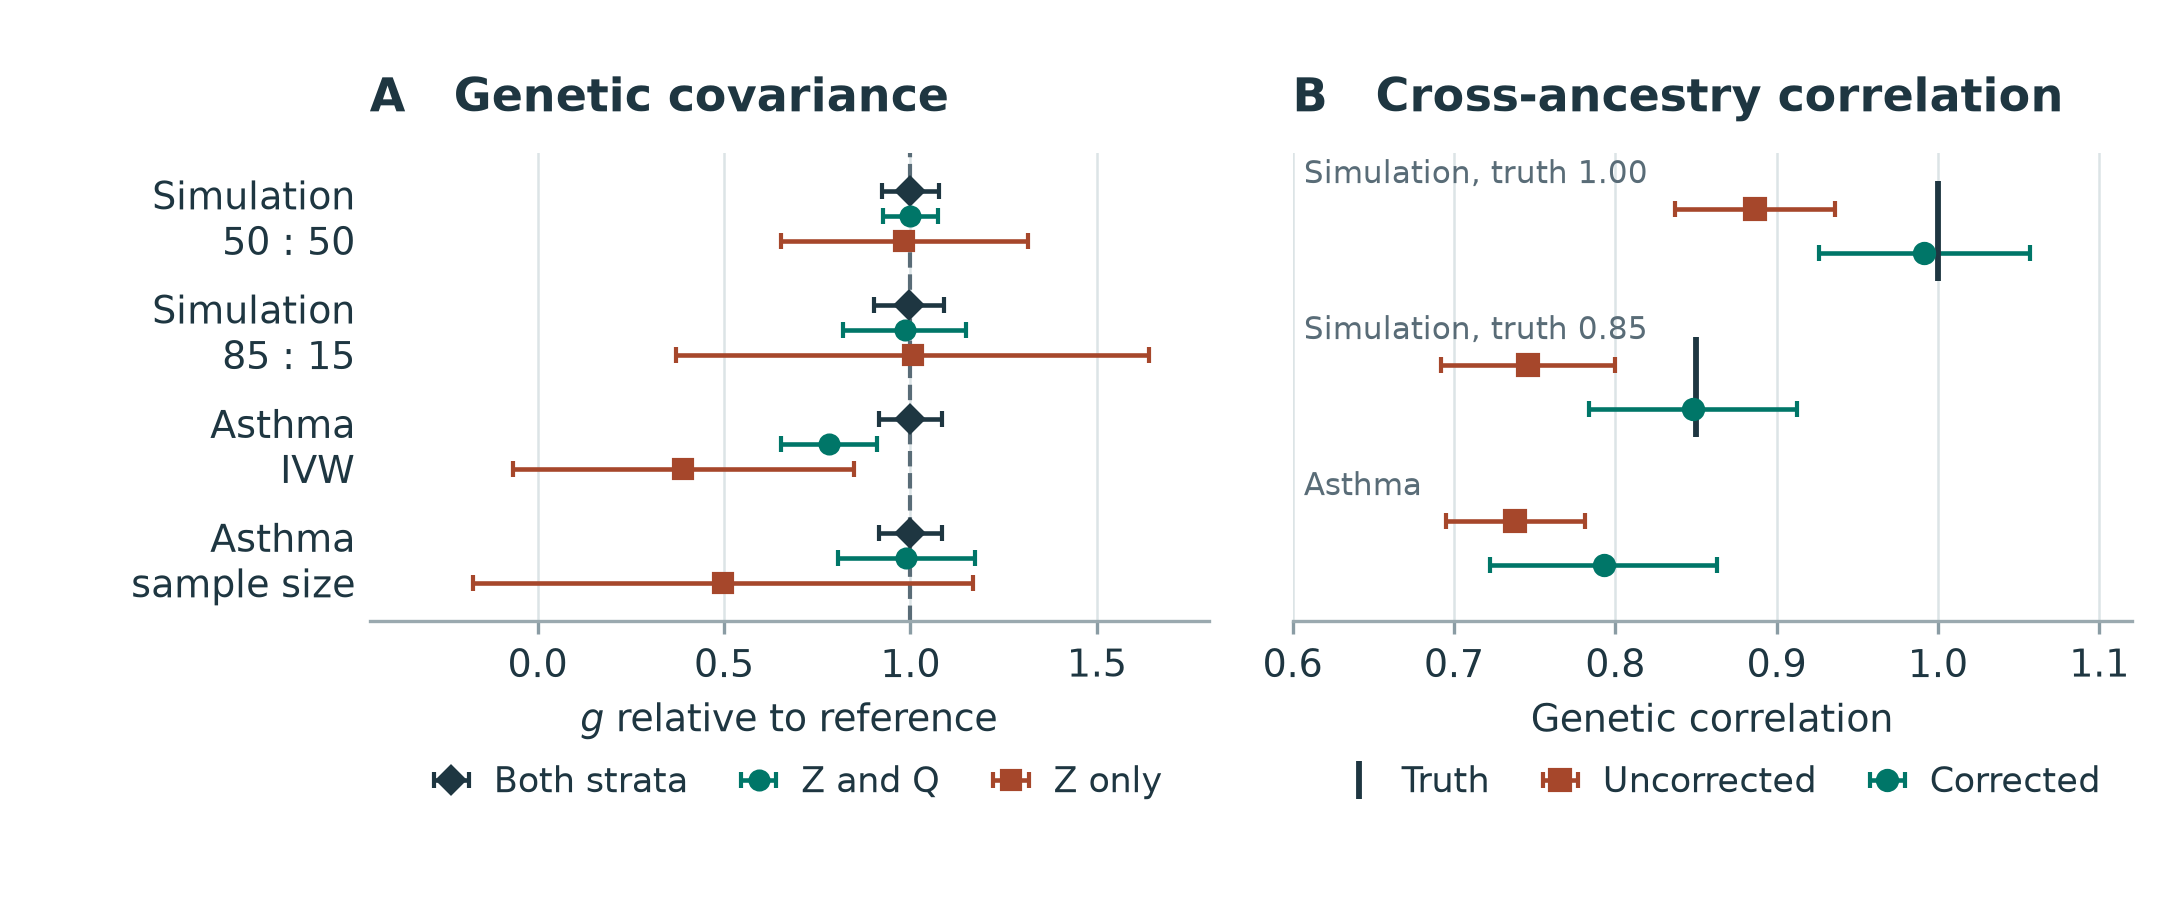 A Genetic covariance
Simulation
50 : 50
Simulation
85 : 15
Asthma
IVW
Asthma
sample size
0.0 0.5 1.0 1.5
g relative to reference
Both strata Z and Q Z only
B Cross-ancestry correlation
Simulation, truth 1.00
Simulation, truth 0.85
Asthma
0.6 0.7 0.8 0.9 1.0 1.1
Genetic correlation
Truth Uncorrected Corrected